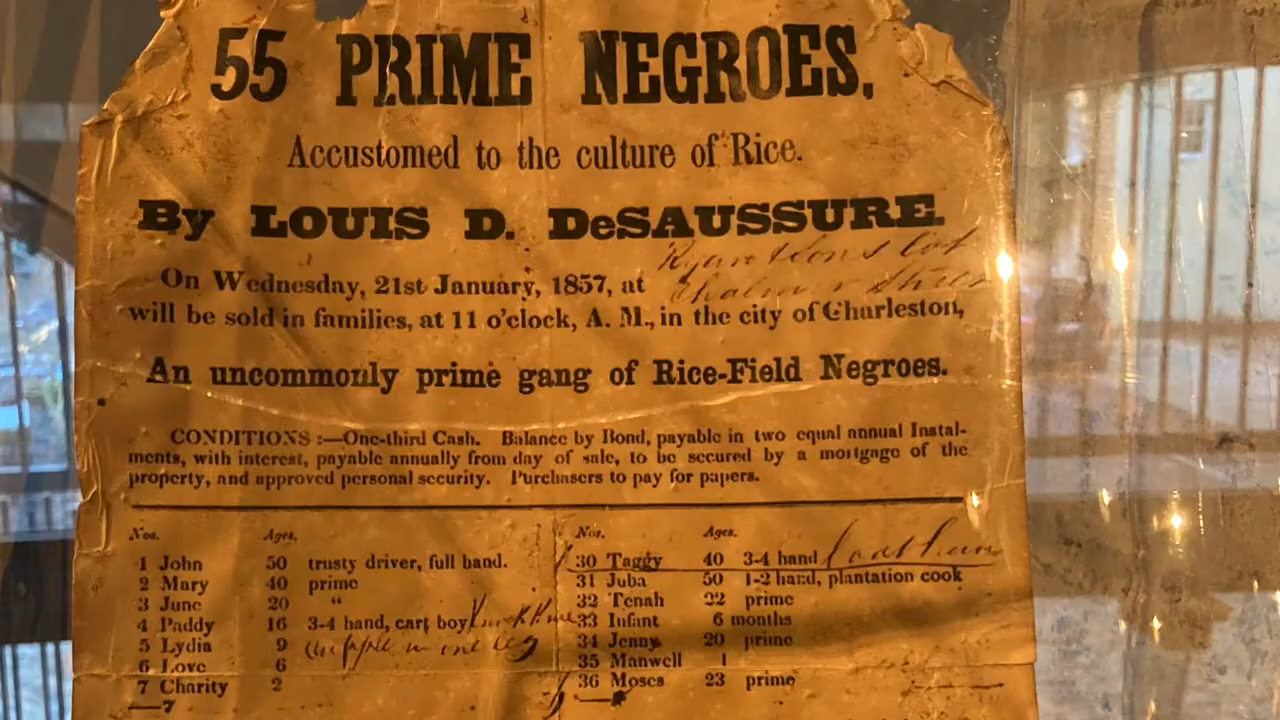 55 PRIME NEGROES,
Accustomed to the culture of Rice.
By LOUIS D. DeSAUSSURE.
On Wednesday, 21st January, 1857, at
will be sold in families, at 11 o'clock, A. M., in the city of Charleston,
An uncommonly prime gang of Rice-Field Negroes.
CONDITIONS :—One-third Cash. Balance by Bond, payable in two equal annual Instal-
ments, with interest, payable annually from day of sale, to be secured by a mortgage of the
property, and approved personal security. Purchasers to pay for papers.
Nos. Ages.
1 John 50 trusty driver, full hand.
2 Mary 40 prime
3 June 20 "
4 Paddy 16 3-4 hand, cart boy
5 Lydia 9 in one leg
6 Love 6
7 Charity 2
—7
Nos. Ages.
30 Taggy 40 3-4 hand
31 Juba 50 1-2 hand, plantation cook
32 Tenah 22 prime
33 Infant 6 months
34 Jenny 20 prime
35 Manwell 1
36 Moses 23 prime